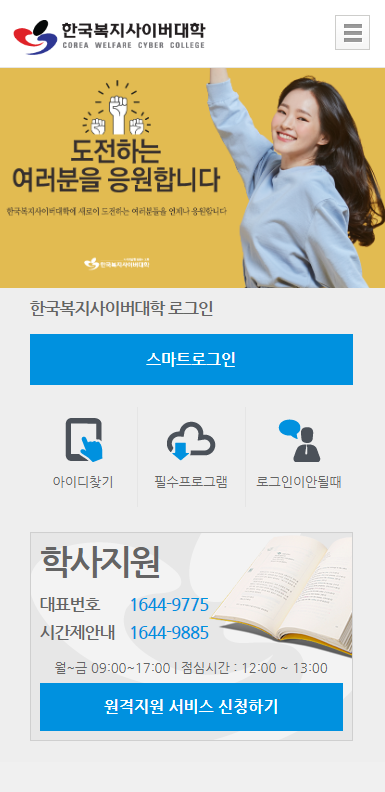 한국복지사이버대학
COREA WELFARE CYBER COLLEGE
도전하는
여러분을 응원합니다
한국복지사이버대학에 새로이 도전하는 여러분들을 언제나 응원합니다
한국복지사이버대학
한국복지사이버대학 로그인
스마트로그인
아이디찾기
필수프로그램
로그인이안될때
학사지원
대표번호 1644-9775
시간제안내 1644-9885
월~금 09:00~17:00 | 점심시간 : 12:00 ~ 13:00
원격지원 서비스 신청하기